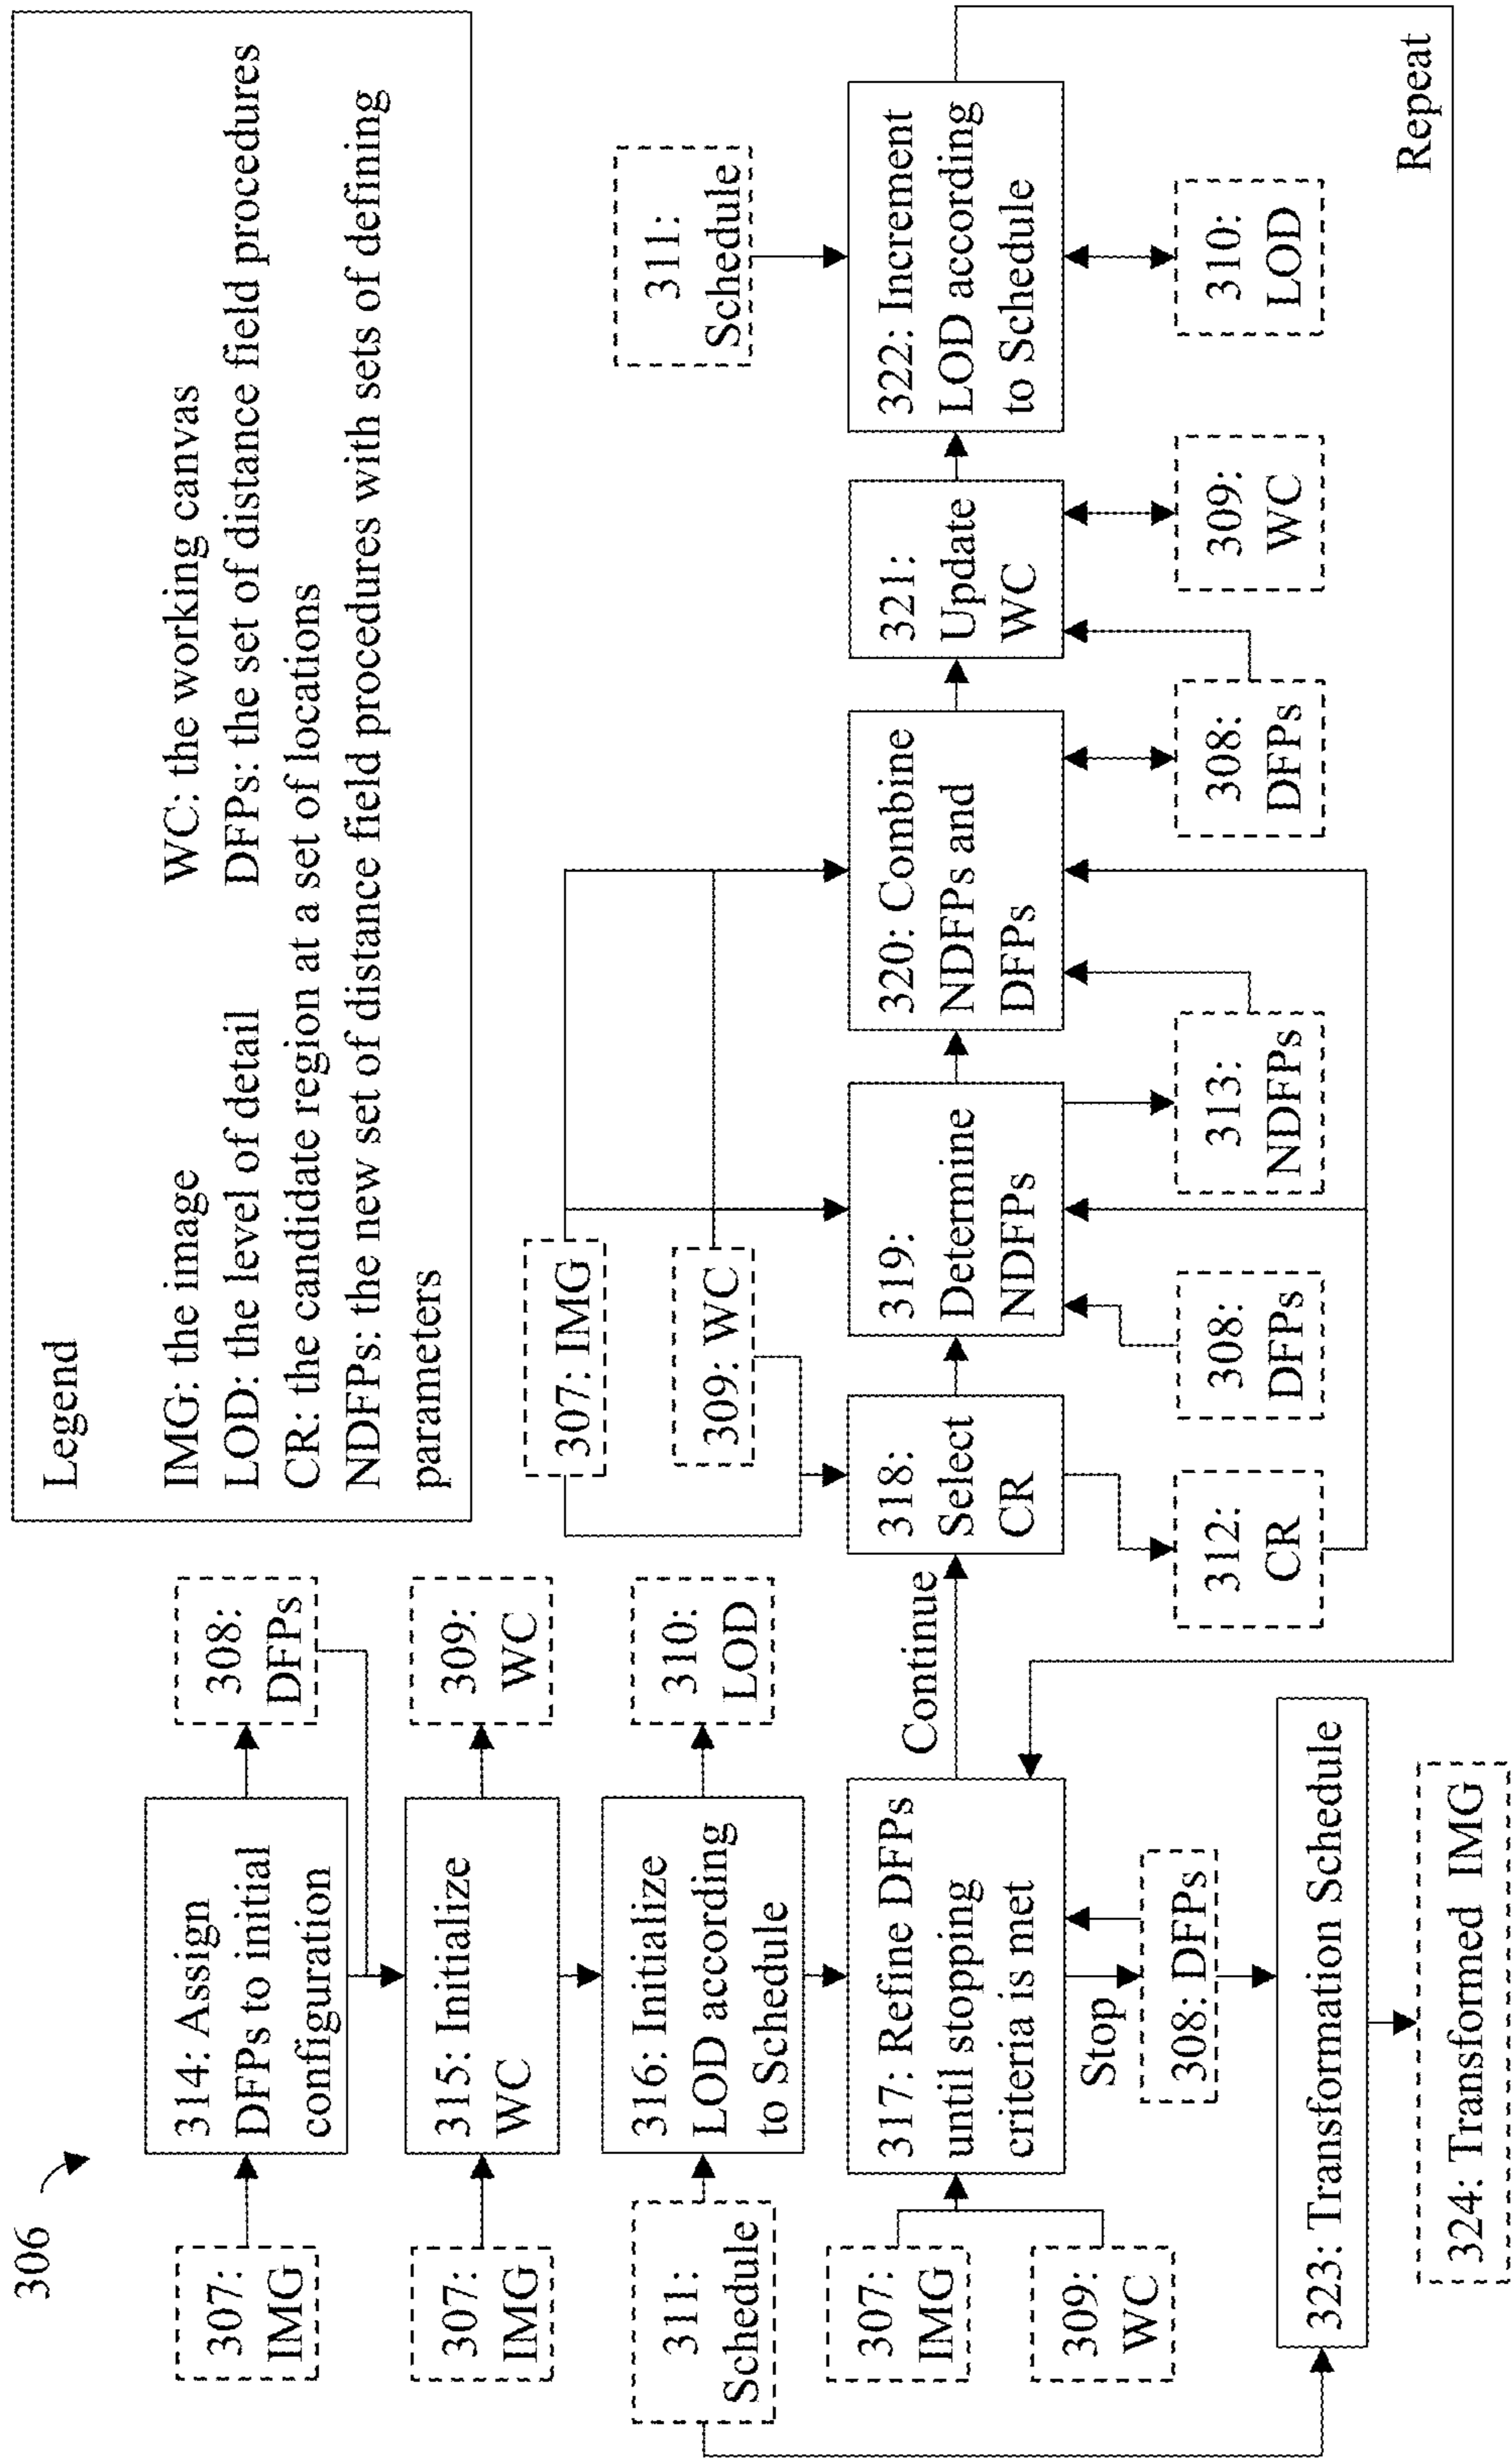 306
307:
IMG
314: Assign
DFPs to initial
configuration
308:
DFPs
307:
IMG
315: Initialize
WC
309:
WC
311:
Schedule
316: Initialize
LOD according
to Schedule
310:
LOD
307:
IMG
309:
WC
317: Refine DFPs
until stopping
criteria is met
Continue
Stop
308: DFPs
323: Transformation Schedule
324: Transformed IMG
Legend
IMG: the image
WC: the working canvas
LOD: the level of detail
DFPs: the set of distance field procedures
CR: the candidate region at a set of locations
NDFPs: the new set of distance field procedures with sets of defining
parameters
307: IMG
309: WC
318:
Select
CR
312:
CR
319:
Determine
NDFPs
308:
DFPs
313:
NDFPs
320: Combine
NDFPs and
DFPs
308:
DFPs
321:
Update
WC
309:
WC
311:
Schedule
322: Increment
LOD according
to Schedule
310:
LOD
Repeat